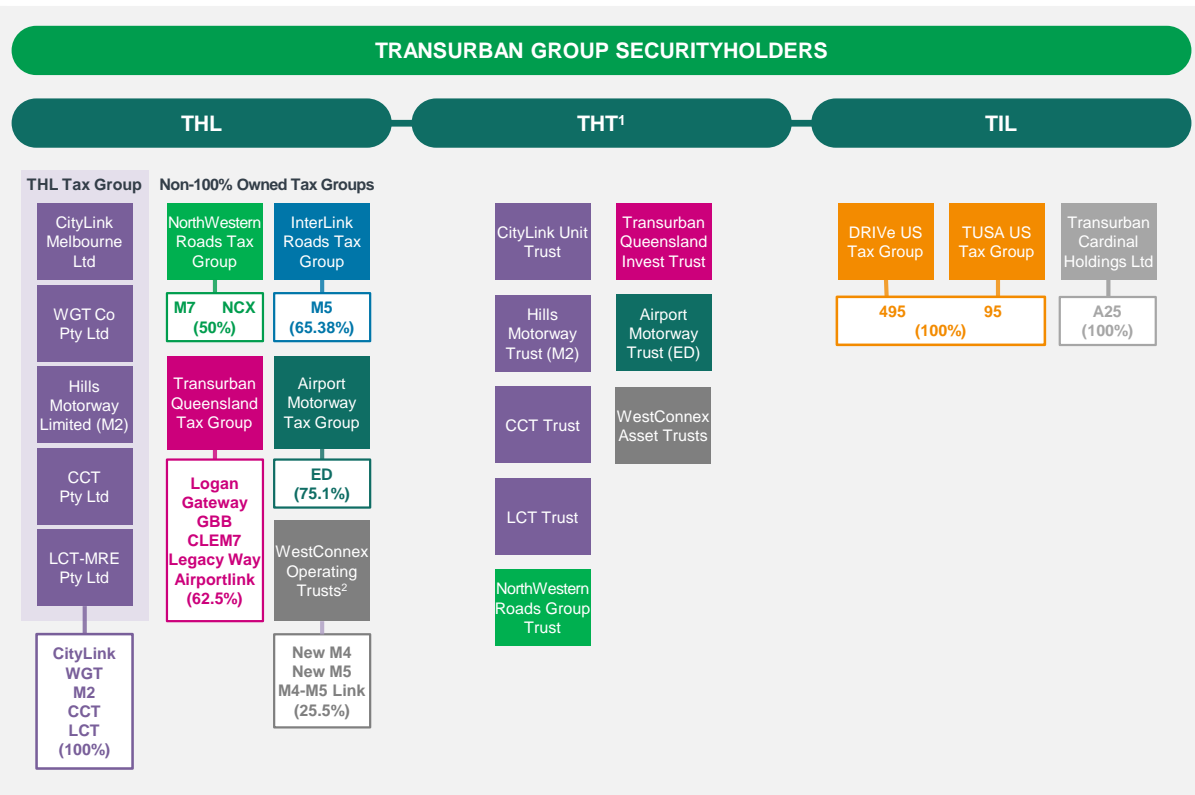 TRANSURBAN GROUP SECURITYHOLDERS
THL
THT¹
TIL
THL Tax Group
Non-100% Owned Tax Groups
CityLink
Melbourne
Ltd
WGT Co
Pty Ltd
Hills
Motorway
Limited (M2)
CCT
Pty Ltd
LCT-MRE
Pty Ltd
CityLink
WGT
M2
CCT
LCT
(100%)
NorthWestern
Roads Tax
Group
M7 NCX
(50%)
Transurban
Queensland
Tax Group
Logan
Gateway
GBB
CLEM7
Legacy Way
Airportlink
(62.5%)
InterLink
Roads Tax
Group
M5
(65.38%)
Airport
Motorway
Tax Group
ED
(75.1%)
WestConnex
Operating
Trusts²
New M4
New M5
M4-M5 Link
(25.5%)
CityLink Unit
Trust
Hills
Motorway
Trust (M2)
CCT Trust
LCT Trust
NorthWestern
Roads Group
Trust
Transurban
Queensland
Invest Trust
Airport
Motorway
Trust (ED)
WestConnex
Asset Trusts
DRIVe US
Tax Group
TUSA US
Tax Group
495 95
(100%)
Transurban
Cardinal
Holdings Ltd
A25
(100%)